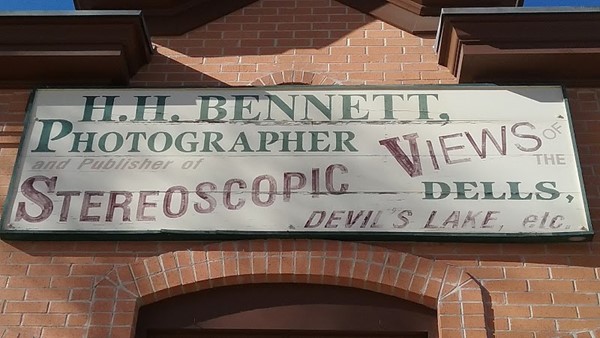 H.H. BENNETT,
PHOTOGRAPHER
and Publisher of
STEREOSCOPIC VIEWS OF
THE
DELLS,
DEVIL'S LAKE, etc.